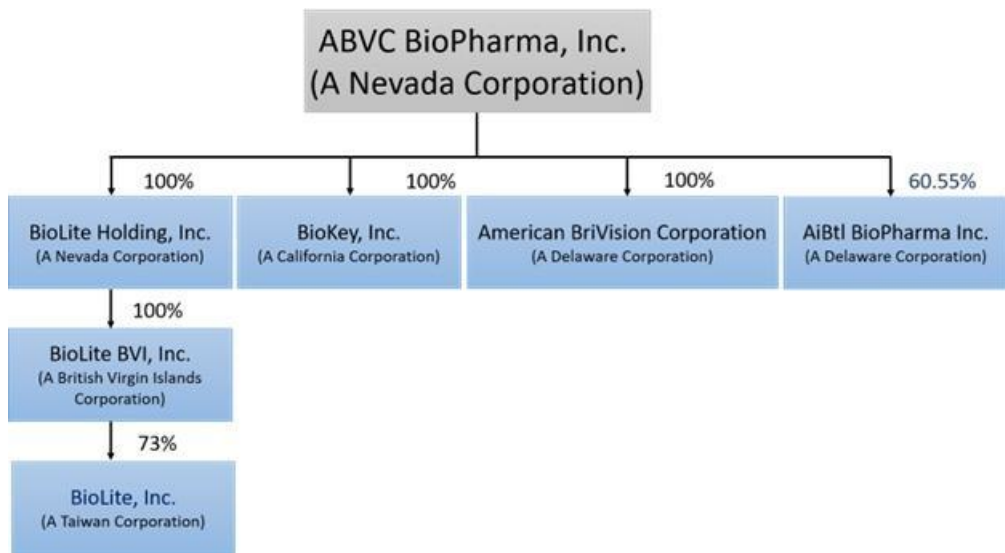 ABVC BioPharma, Inc.
(A Nevada Corporation)
100%
100%
100%
60.55%
BioLite Holding, Inc.
(A Nevada Corporation)
BioKey, Inc.
(A California Corporation)
American BriVision Corporation
(A Delaware Corporation)
AiBtl BioPharma Inc.
(A Delaware Corporation)
100%
BioLite BVI, Inc.
(A British Virgin Islands
Corporation)
73%
BioLite, Inc.
(A Taiwan Corporation)